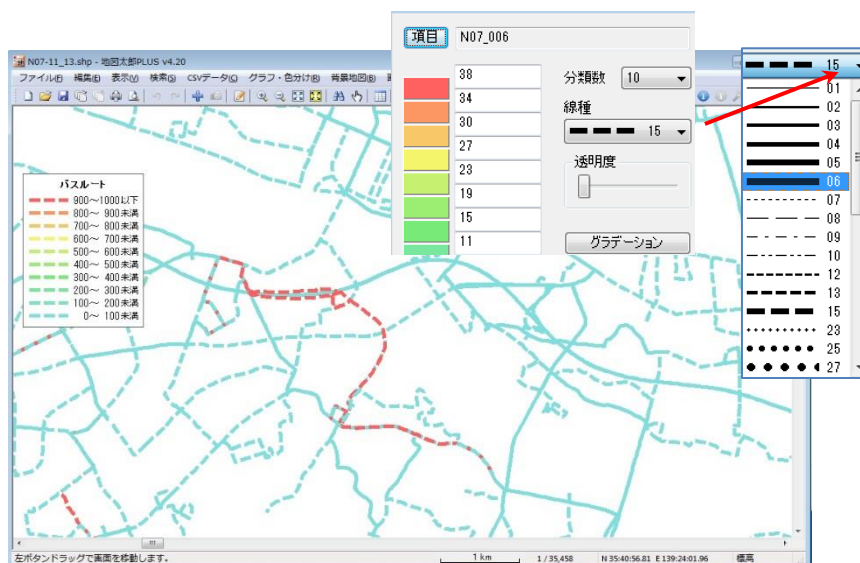 N07-11_13.shp - 地図太郎PLUS v4.20
ファイル(F) 編集(E) 表示(V) 検索(S) CSVデータ(C) グラフ・色分け(R) 背景地図(B)
バスルート
900～1000以下
800～ 900未満
700～ 800未満
600～ 700未満
500～ 600未満
400～ 500未満
300～ 400未満
200～ 300未満
100～ 200未満
0～ 100未満
項目 N07_006
38
34
30
27
23
19
15
11
分類数 10
線種
15
透明度
グラデーション
15
01
02
03
04
05
06
07
08
09
10
12
13
15
23
25
27
左ボタンドラッグで画面を移動します。 1 km 1 / 35,458 N 35:40:56.81 E 139:24:01.96 標高